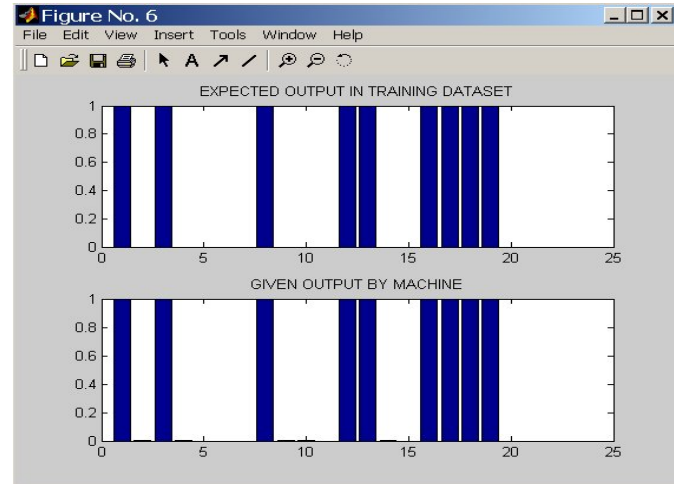 Figure No. 6
File Edit View Insert Tools Window Help
A
EXPECTED OUTPUT IN TRAINING DATASET
1
0.8
0.6
0.4
0.2
0
0 5 10 15 20 25
GIVEN OUTPUT BY MACHINE
1
0.8
0.6
0.4
0.2
0
0 5 10 15 20 25